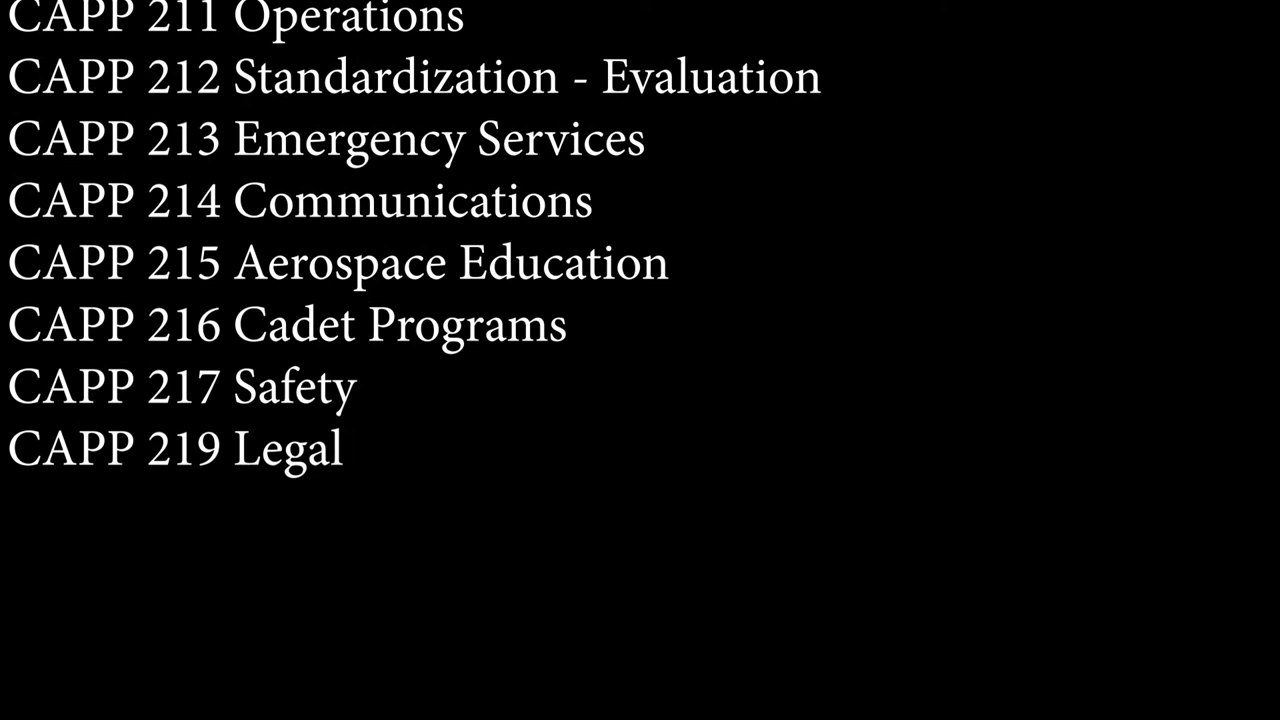 CAPP 211 Operations
CAPP 212 Standardization - Evaluation
CAPP 213 Emergency Services
CAPP 214 Communications
CAPP 215 Aerospace Education
CAPP 216 Cadet Programs
CAPP 217 Safety
CAPP 219 Legal